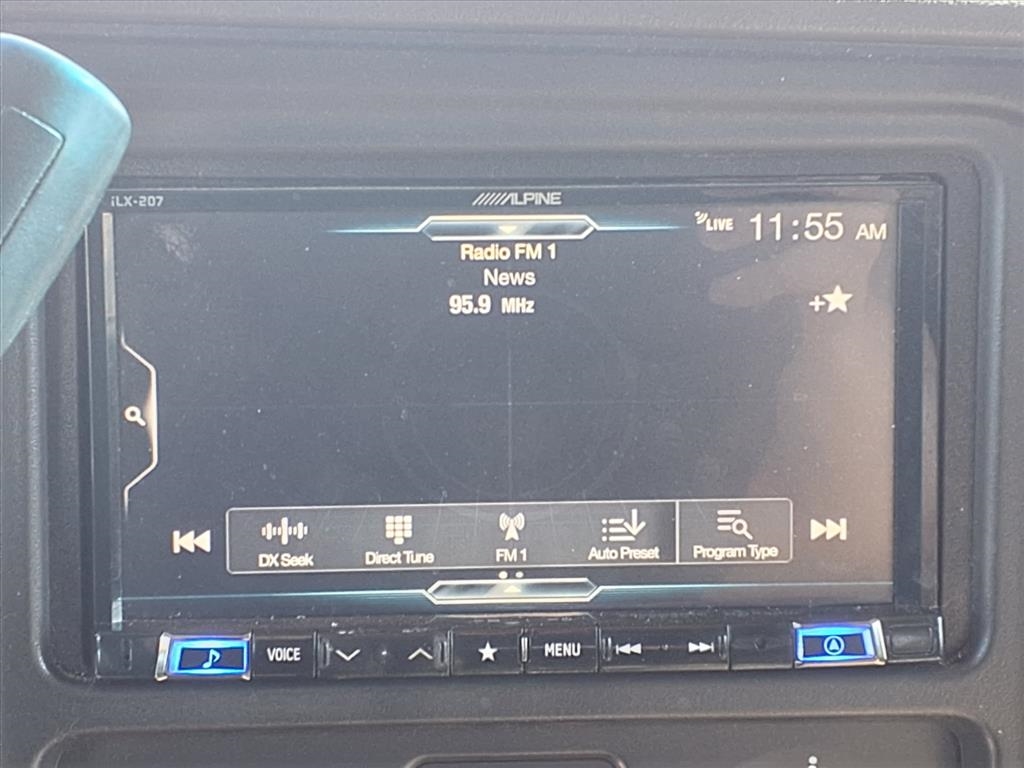 iLX-207
ALPINE
LIVE 11:55 AM
Radio FM 1
News
95.9 MHz
+
DX Seek
Direct Tune
FM 1
Auto Preset
Program Type
VOICE
MENU